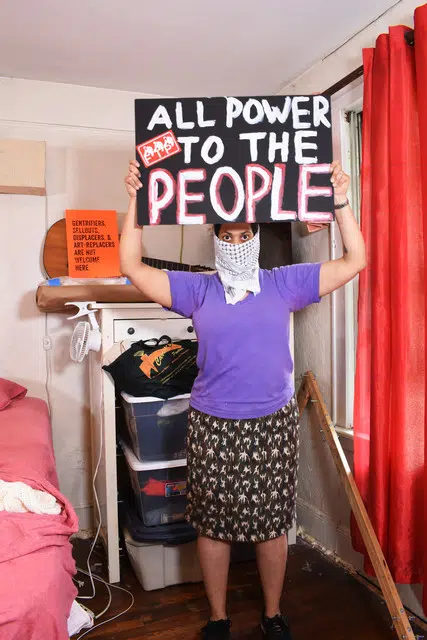 ALL POWER
TO THE
PEOPLE
GENTRIFIERS,
SELLOUTS,
DISPLACERS, &
ART-REPLACERS
ARE NOT
WELCOME
HERE